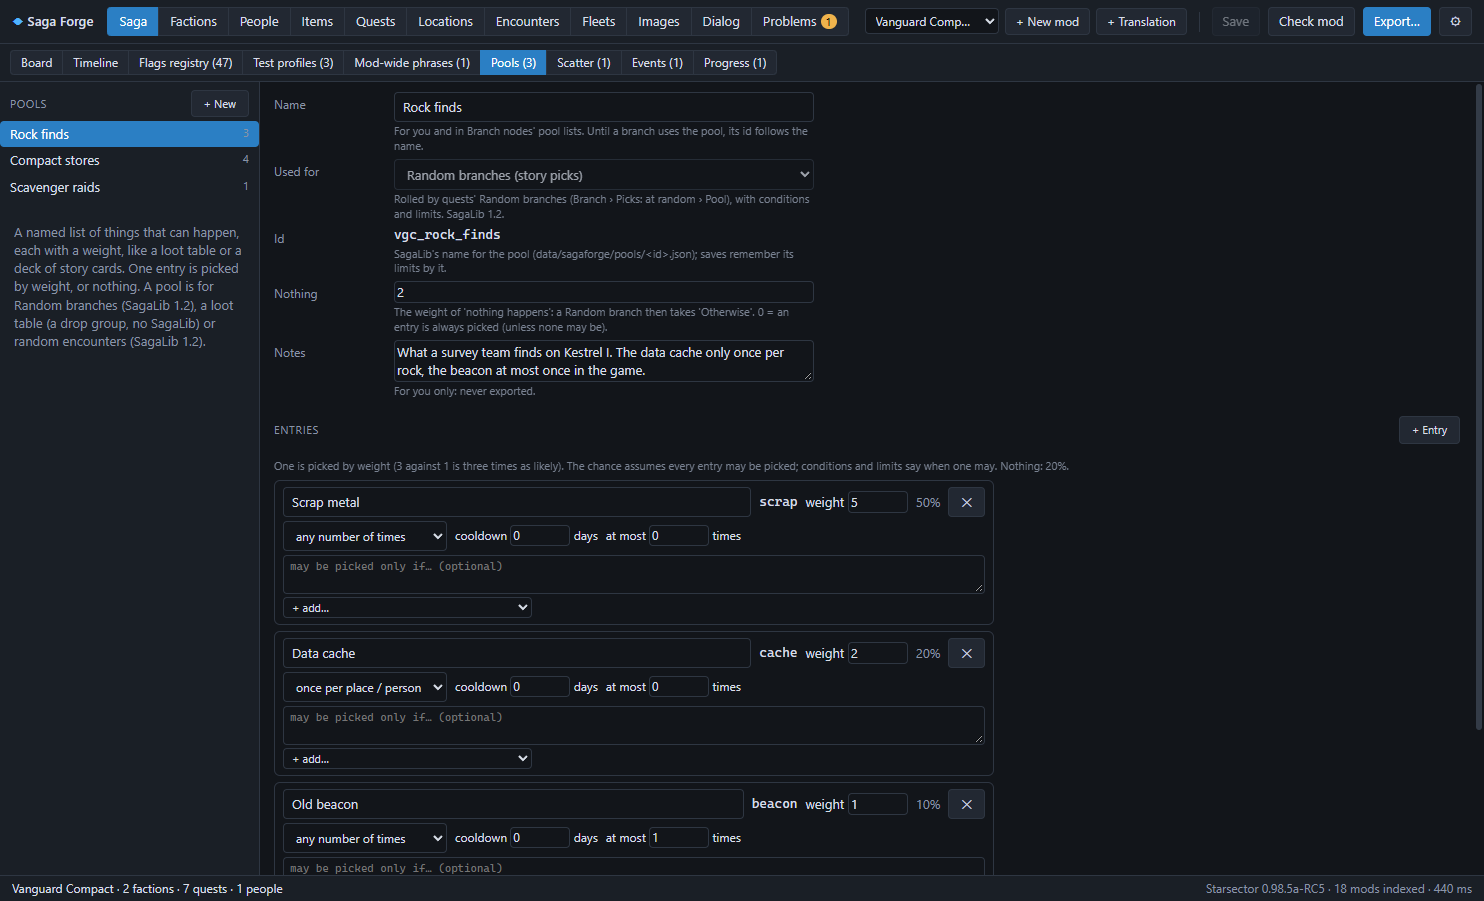 Saga Forge
Saga
Factions
People
Items
Quests
Locations
Encounters
Fleets
Images
Dialog
Problems 1
Vanguard Comp...
+ New mod
+ Translation
Save
Check mod
Export...
Board
Timeline
Flags registry (47)
Test profiles (3)
Mod-wide phrases (1)
Pools (3)
Scatter (1)
Events (1)
Progress (1)
POOLS
+ New
Rock finds 3
Compact stores 4
Scavenger raids 1
A named list of things that can happen,
each with a weight, like a loot table or a
deck of story cards. One entry is picked
by weight, or nothing. A pool is for
Random branches (SagaLib 1.2), a loot
table (a drop group, no SagaLib) or
random encounters (SagaLib 1.2).
Name
Rock finds
For you and in Branch nodes' pool lists. Until a branch uses the pool, its id follows the
name.
Used for
Random branches (story picks)
Rolled by quests' Random branches (Branch › Picks: at random › Pool), with conditions
and limits. SagaLib 1.2.
Id
vgc_rock_finds
SagaLib's name for the pool (data/sagaforge/pools/<id>.json); saves remember its
limits by it.
Nothing
2
The weight of 'nothing happens': a Random branch then takes 'Otherwise'. 0 = an
entry is always picked (unless none may be).
Notes
What a survey team finds on Kestrel I. The data cache only once per
rock, the beacon at most once in the game.
For you only: never exported.
ENTRIES
+ Entry
One is picked by weight (3 against 1 is three times as likely). The chance assumes every entry may be picked; conditions and limits say when one may. Nothing: 20%.
Scrap metal scrap weight 5 50%
any number of times cooldown 0 days at most 0 times
may be picked only if… (optional)
+ add...
Data cache cache weight 2 20%
once per place / person cooldown 0 days at most 0 times
may be picked only if… (optional)
+ add...
Old beacon beacon weight 1 10%
any number of times cooldown 0 days at most 1 times
may be picked only if… (optional)
Vanguard Compact · 2 factions · 7 quests · 1 people
Starsector 0.98.5a-RC5 · 18 mods indexed · 440 ms